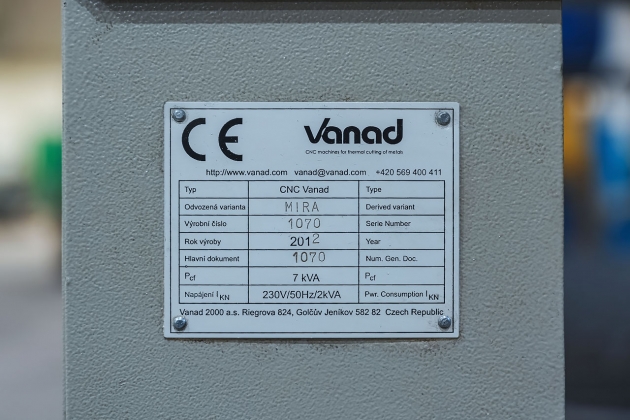 CE
Vanad
CNC machines for thermal cutting of metals
http://www.vanad.com vanad@vanad.com +420 569 400 411
Typ CNC Vanad Type
Odvozená varianta MIRA Derived variant
Výrobní číslo 1070 Serie Number
Rok výroby 2012 Year
Hlavní dokument 1070 Num. Gen. Doc.
Pcf 7 kVA Pcf
Napájení IKN 230V/50Hz/2kVA Pwr. Consumption IKN
Vanad 2000 a.s. Riegrova 824, Golčův Jeníkov 582 82 Czech Republic